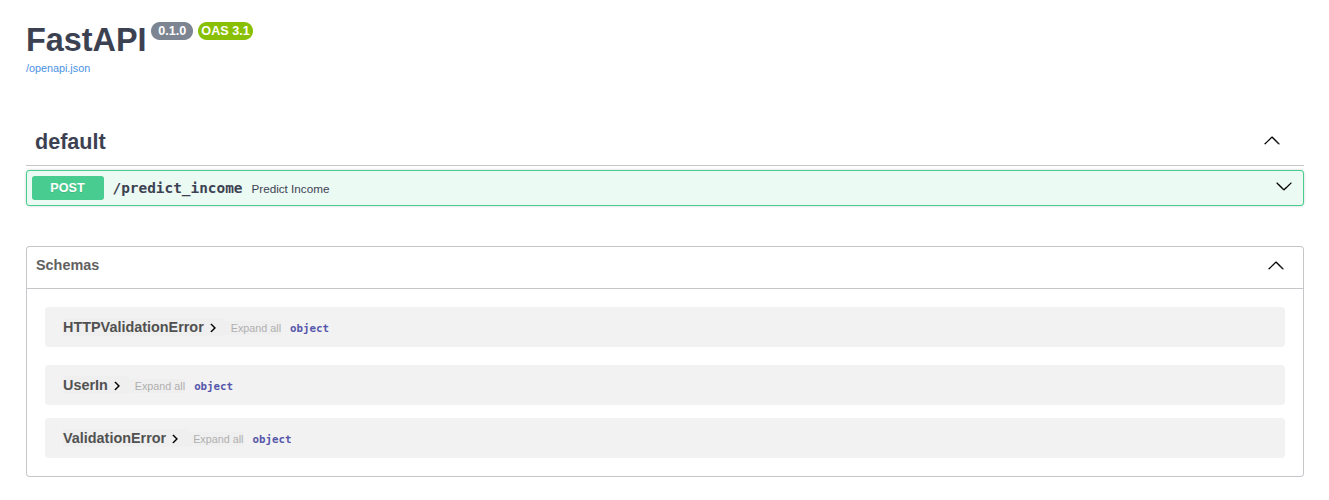 FastAPI 0.1.0 OAS 3.1
/openapi.json
default
POST /predict_income Predict Income
Schemas
HTTPValidationError Expand all object
UserIn Expand all object
ValidationError Expand all object